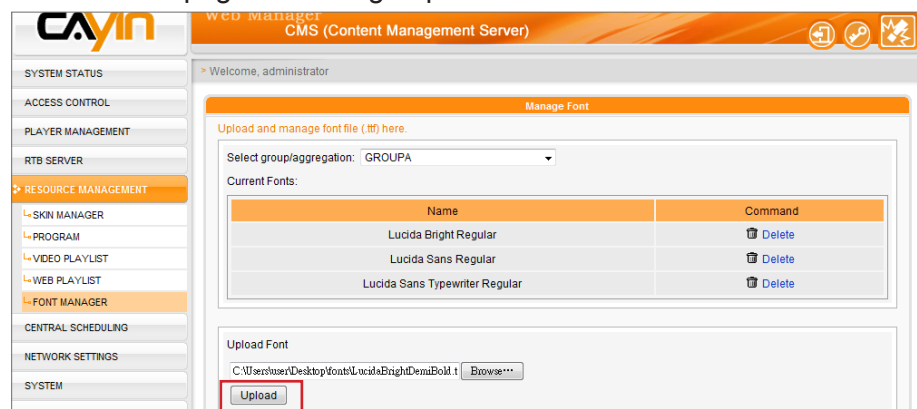 CAYIN
Web Manager
CMS (Content Management Server)
SYSTEM STATUS
ACCESS CONTROL
PLAYER MANAGEMENT
RTB SERVER
RESOURCE MANAGEMENT
SKIN MANAGER
PROGRAM
VIDEO PLAYLIST
WEB PLAYLIST
FONT MANAGER
CENTRAL SCHEDULING
NETWORK SETTINGS
SYSTEM
> Welcome, administrator
Manage Font
Upload and manage font file (.ttf) here.
Select group/aggregation: GROUPA
Current Fonts:
Name Command
Lucida Bright Regular Delete
Lucida Sans Regular Delete
Lucida Sans Typewriter Regular Delete
Upload Font
C:\Users\user\Desktop\fonts\LucidaBrightDemiBold.t Browse…
Upload